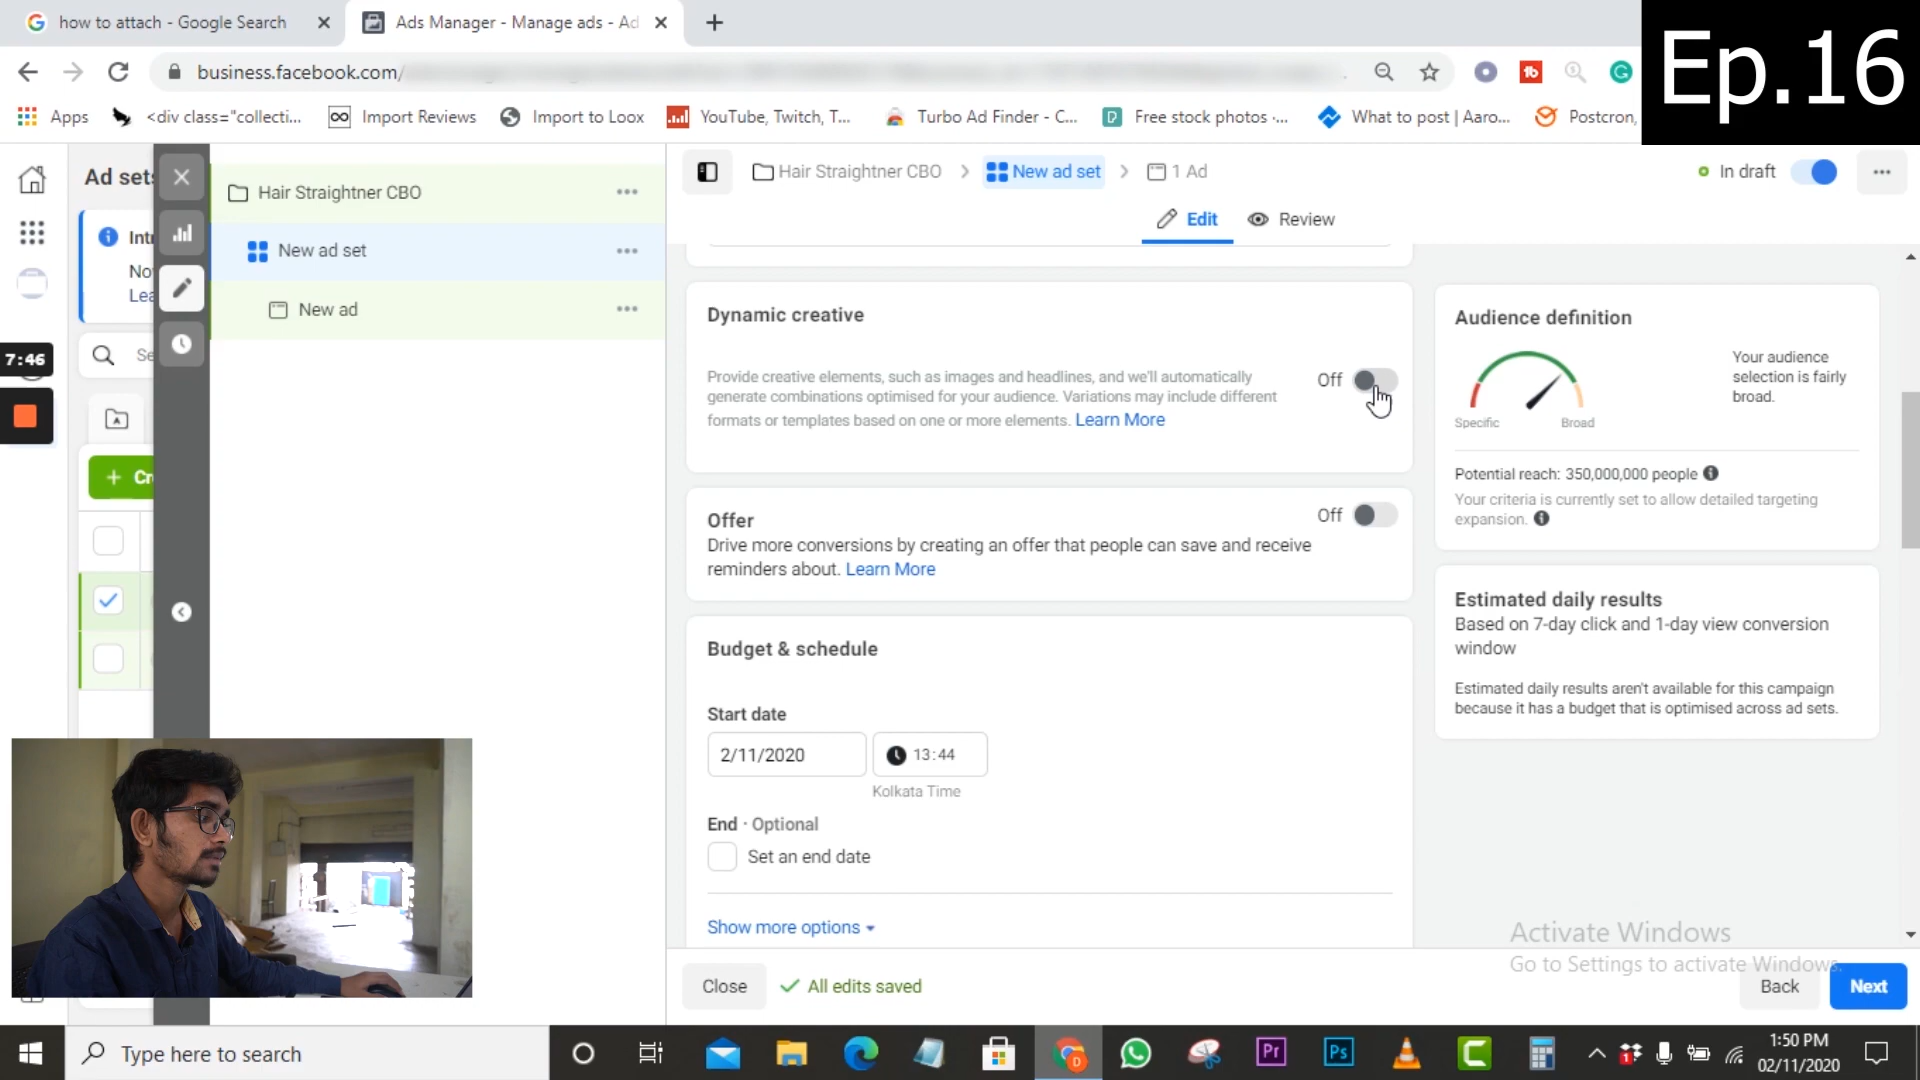 how to attach - Google Search
Ads Manager - Manage ads - Ad
Ep.16
business.facebook.com/
Apps
<div class="collecti...
Import Reviews
Import to Loox
YouTube, Twitch, T...
Turbo Ad Finder - C...
Free stock photos -...
What to post | Aaro...
Postcron,
Ad sets
Hair Straightner CBO
New ad set
1 Ad
In draft
Edit
Review
Hair Straightner CBO
New ad set
New ad
Int
No
Lea
Se
7:46
Cr
Dynamic creative
Provide creative elements, such as images and headlines, and we'll automatically
generate combinations optimised for your audience. Variations may include different
formats or templates based on one or more elements. Learn More
Off
Offer
Off
Drive more conversions by creating an offer that people can save and receive
reminders about. Learn More
Budget & schedule
Start date
2/11/2020
13:44
Kolkata Time
End · Optional
Set an end date
Show more options
Audience definition
Your audience
selection is fairly
broad.
Specific
Broad
Potential reach: 350,000,000 people
Your criteria is currently set to allow detailed targeting
expansion.
Estimated daily results
Based on 7-day click and 1-day view conversion
window
Estimated daily results aren't available for this campaign
because it has a budget that is optimised across ad sets.
Activate Windows
Go to Settings to activate Windows.
Close
All edits saved
Back
Next
Type here to search
Pr
Ps
1:50 PM
02/11/2020